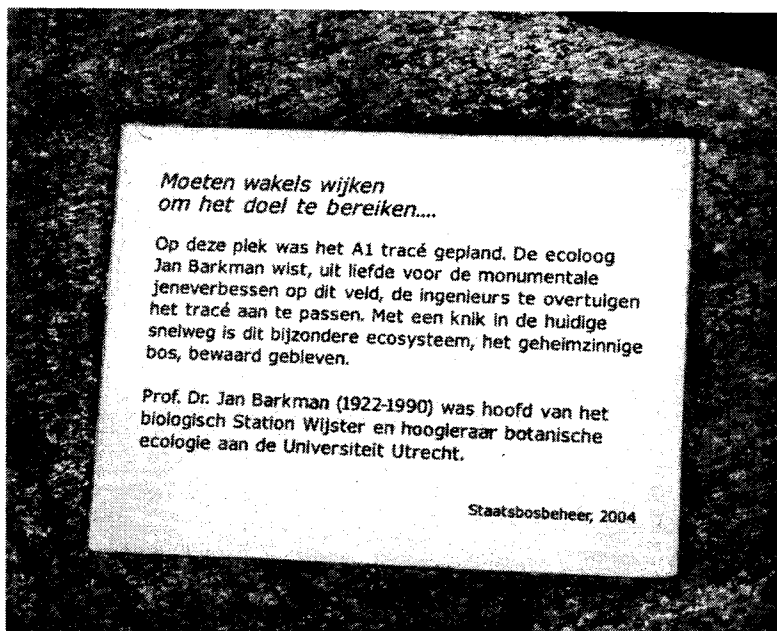 Moeten wakels wijken
om het doel te bereiken....
Op deze plek was het A1 tracé gepland. De ecoloog
Jan Barkman wist, uit liefde voor de monumentale
jeneverbessen op dit veld, de ingenieurs te overtuigen
het tracé aan te passen. Met een knik in de huidige
snelweg is dit bijzondere ecosysteem, het geheimzinnige
bos, bewaard gebleven.
Prof. Dr. Jan Barkman (1922-1990) was hoofd van het
biologisch Station Wijster en hoogleraar botanische
ecologie aan de Universiteit Utrecht.
Staatsbosbeheer, 2004